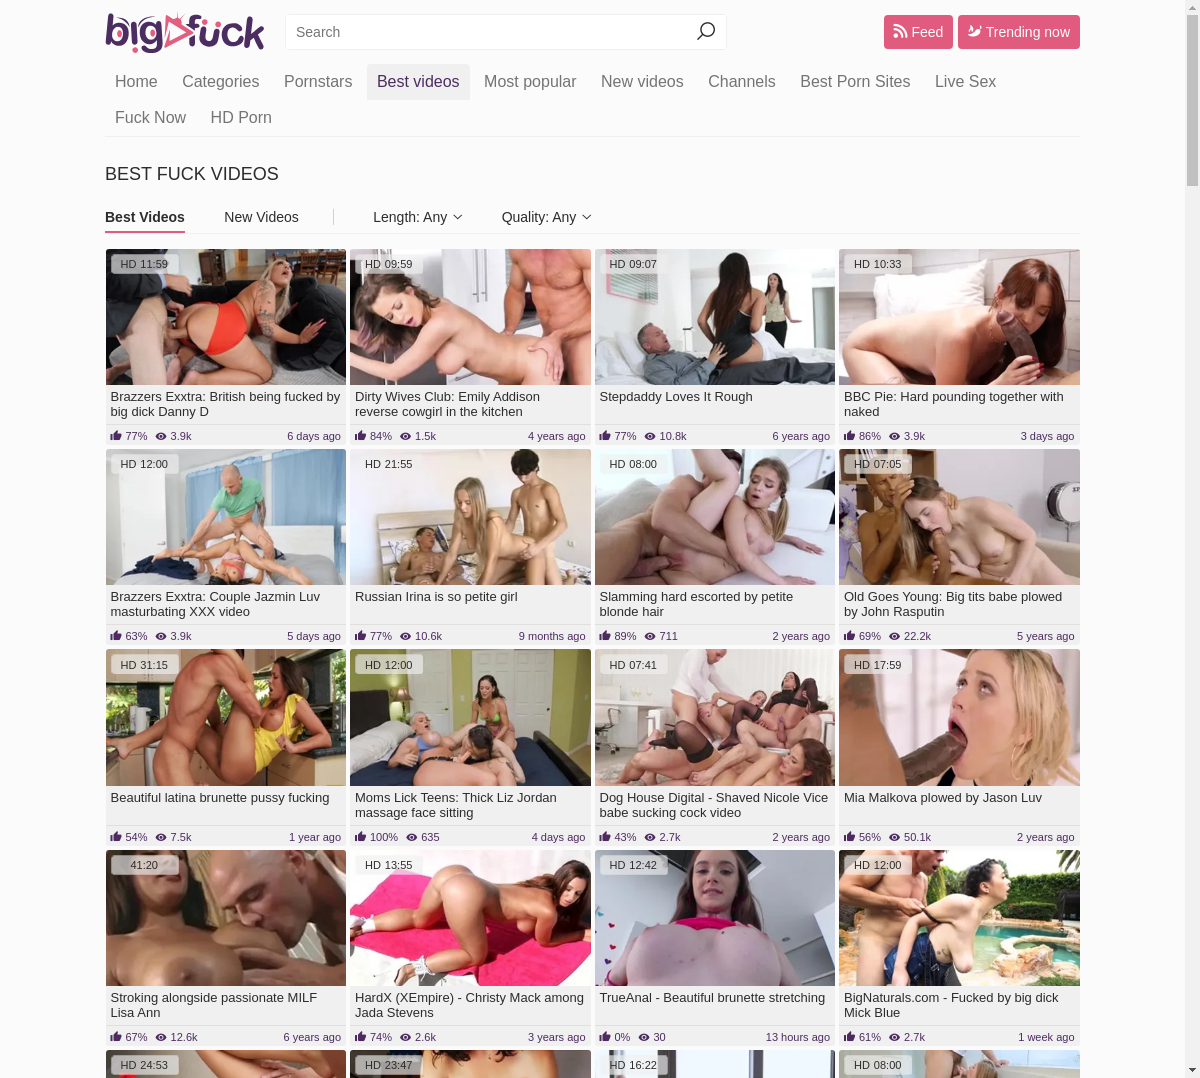 bigfuck
Search
Feed
Trending now
Home Categories Pornstars Best videos Most popular New videos Channels Best Porn Sites Live Sex
Fuck Now HD Porn
BEST FUCK VIDEOS
Best Videos New Videos Length: Any Quality: Any
HD 11:59
HD 09:59
HD 09:07
HD 10:33
Brazzers Exxtra: British being fucked by
big dick Danny D
77% 3.9k 6 days ago
Dirty Wives Club: Emily Addison
reverse cowgirl in the kitchen
84% 1.5k 4 years ago
Stepdaddy Loves It Rough
77% 10.8k 6 years ago
BBC Pie: Hard pounding together with
naked
86% 3.9k 3 days ago
HD 12:00
HD 21:55
HD 08:00
HD 07:05
Brazzers Exxtra: Couple Jazmin Luv
masturbating XXX video
63% 3.9k 5 days ago
Russian Irina is so petite girl
77% 10.6k 9 months ago
Slamming hard escorted by petite
blonde hair
89% 711 2 years ago
Old Goes Young: Big tits babe plowed
by John Rasputin
69% 22.2k 5 years ago
HD 31:15
HD 12:00
HD 07:41
HD 17:59
Beautiful latina brunette pussy fucking
54% 7.5k 1 year ago
Moms Lick Teens: Thick Liz Jordan
massage face sitting
100% 635 4 days ago
Dog House Digital - Shaved Nicole Vice
babe sucking cock video
43% 2.7k 2 years ago
Mia Malkova plowed by Jason Luv
56% 50.1k 2 years ago
41:20
HD 13:55
HD 12:42
HD 12:00
Stroking alongside passionate MILF
Lisa Ann
67% 12.6k 6 years ago
HardX (XEmpire) - Christy Mack among
Jada Stevens
74% 2.6k 3 years ago
TrueAnal - Beautiful brunette stretching
0% 30 13 hours ago
BigNaturals.com - Fucked by big dick
Mick Blue
61% 2.7k 1 week ago
HD 24:53
HD 23:47
HD 16:22
HD 08:00